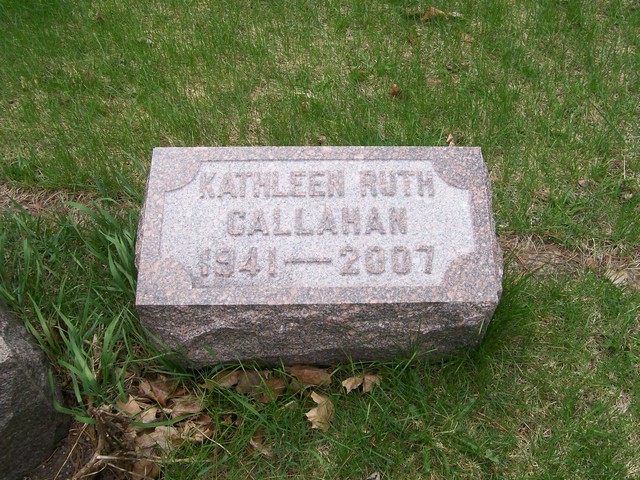 KATHLEEN RUTH
CALLAHAN
1941—2007